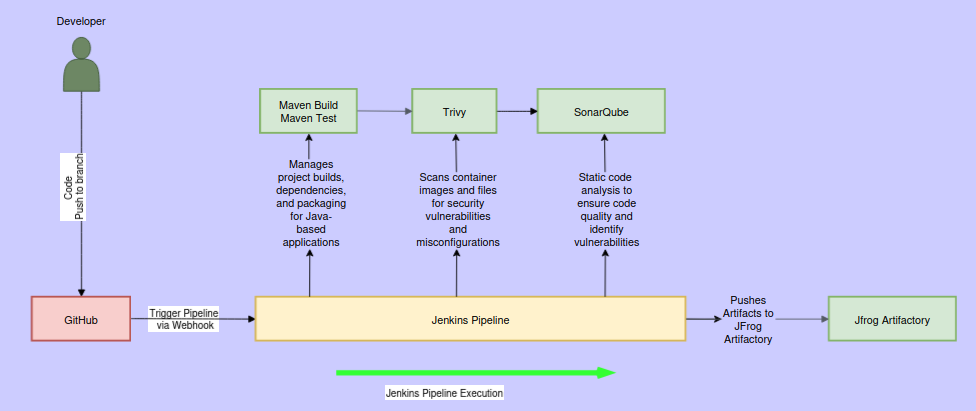 Developer
Code
Push to branch
Maven Build
Maven Test
Trivy
SonarQube
Manages
project builds,
dependencies,
and packaging
for Java-
based
applications
Scans container
images and files
for security
vulnerabilities
and
misconfigurations
Static code
analysis to
ensure code
quality and
identify
vulnerabilities
GitHub
Trigger Pipeline
via Webhook
Jenkins Pipeline
Pushes
Artifacts to
JFrog
Artifactory
Jfrog Artifactory
Jenkins Pipeline Execution